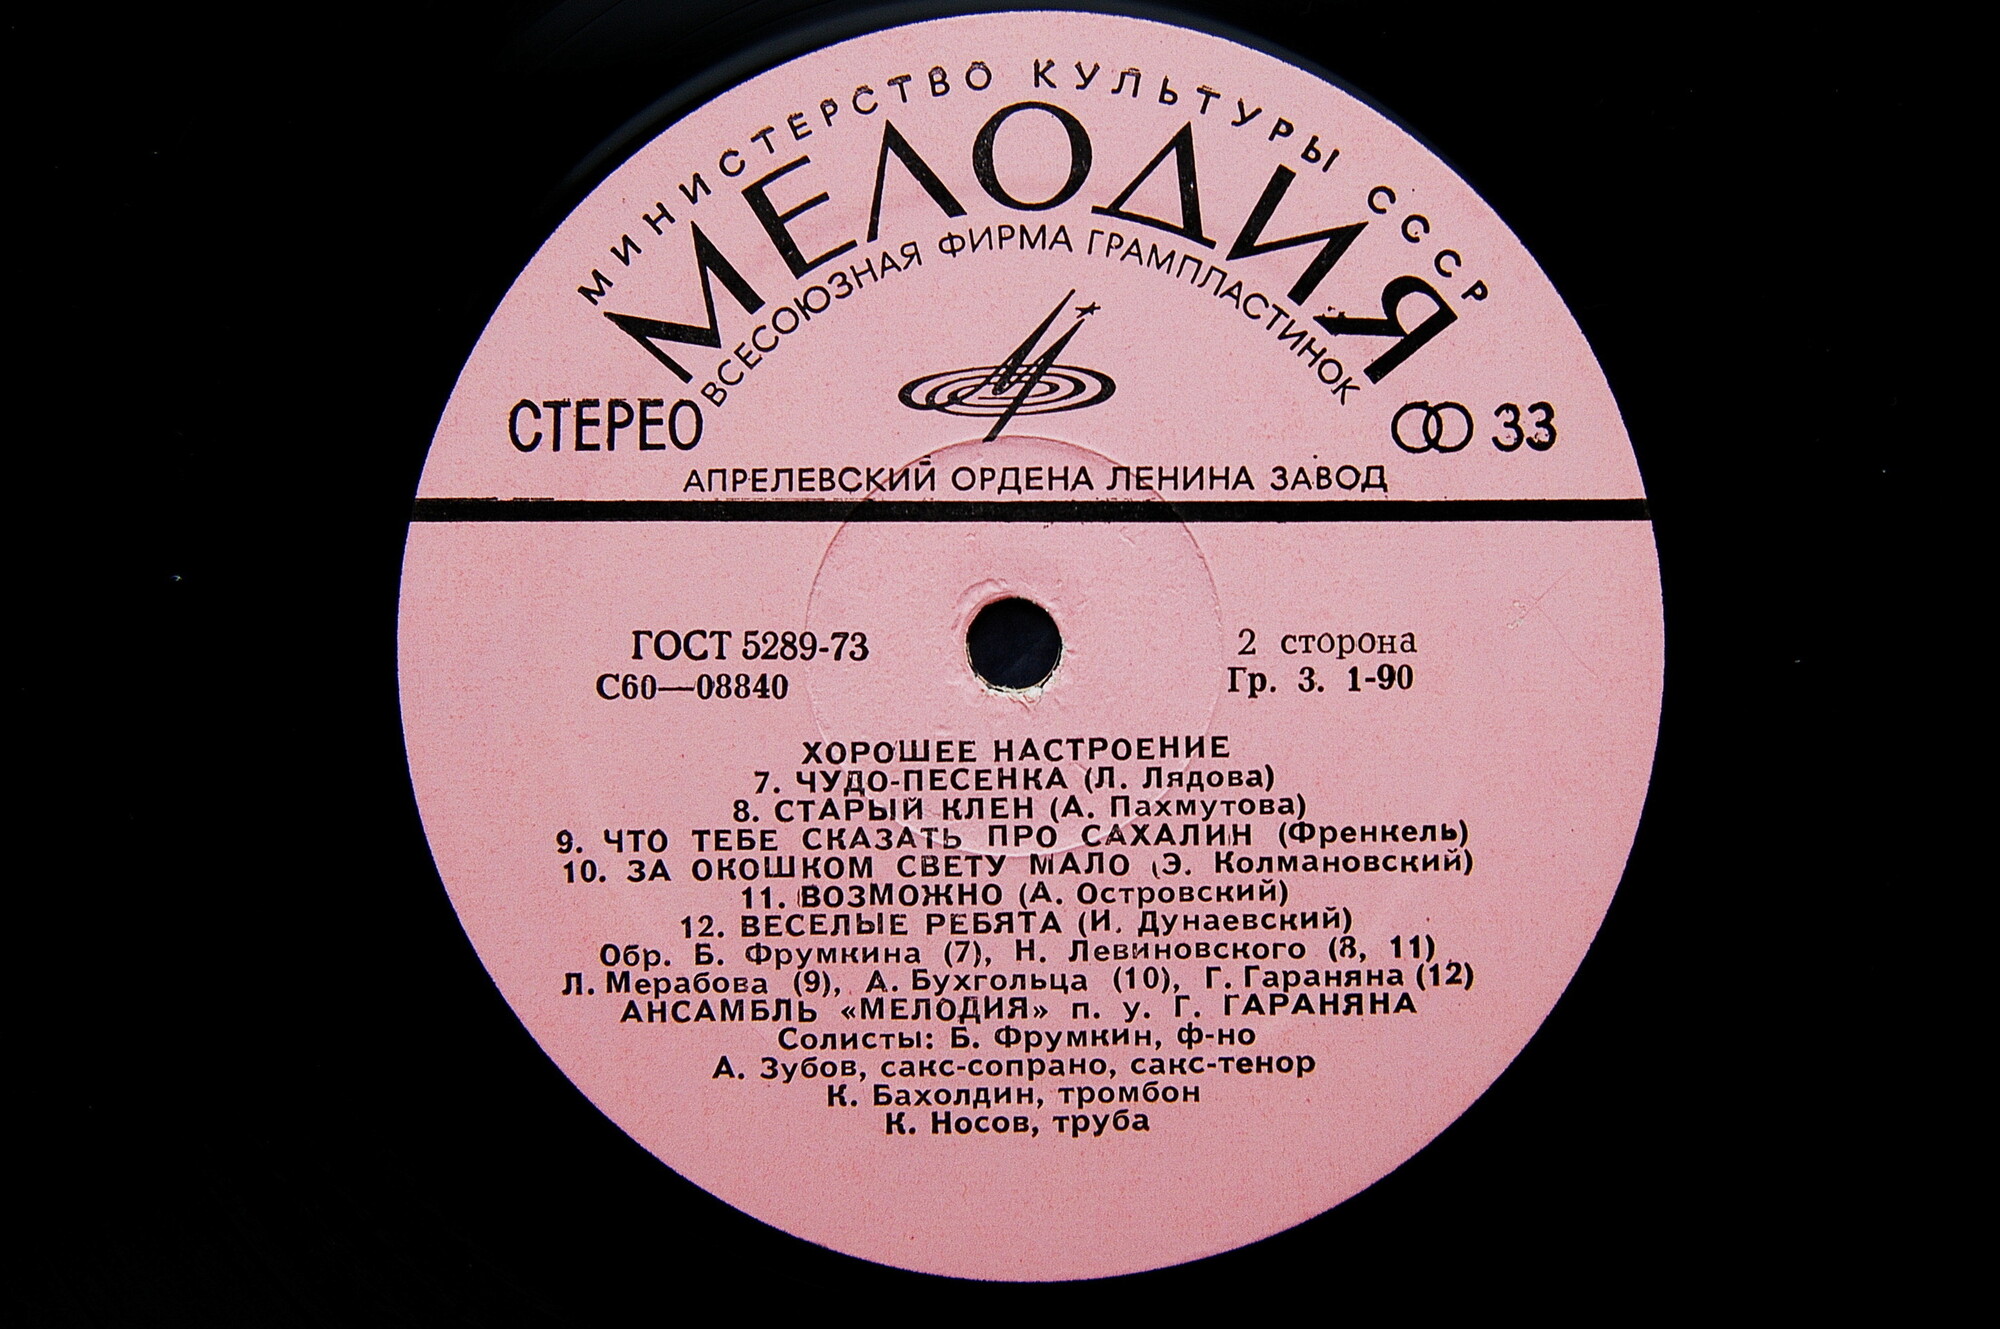 МИНИСТЕРСТВО КУЛЬТУРЫ СССР
МЕЛОДИЯ
ВСЕСОЮЗНАЯ ФИРМА ГРАМПЛАСТИНОК
СТЕРЕО
33
АПРЕЛЕВСКИЙ ОРДЕНА ЛЕНИНА ЗАВОД
ГОСТ 5289-73
С60—08840
2 сторона
Гр. 3. 1-90
ХОРОШЕЕ НАСТРОЕНИЕ
7. ЧУДО-ПЕСЕНКА (Л. Лядова)
8. СТАРЫЙ КЛЕН (А. Пахмутова)
9. ЧТО ТЕБЕ СКАЗАТЬ ПРО САХАЛИН (Френкель)
10. ЗА ОКОШКОМ СВЕТУ МАЛО (Э. Колмановский)
11. ВОЗМОЖНО (А. Островский)
12. ВЕСЕЛЫЕ РЕБЯТА (И. Дунаевский)
Обр. Б. Фрумкина (7), Н. Левиновского (8, 11),
Л. Мерабова (9), А. Бухгольца (10), Г. Гараняна (12)
АНСАМБЛЬ «МЕЛОДИЯ» п. у. Г. ГАРАНЯНА
Солисты: Б. Фрумкин, ф-но
А. Зубов, сакс-сопрано, сакс-тенор
К. Бахолдин, тромбон
К. Носов, труба